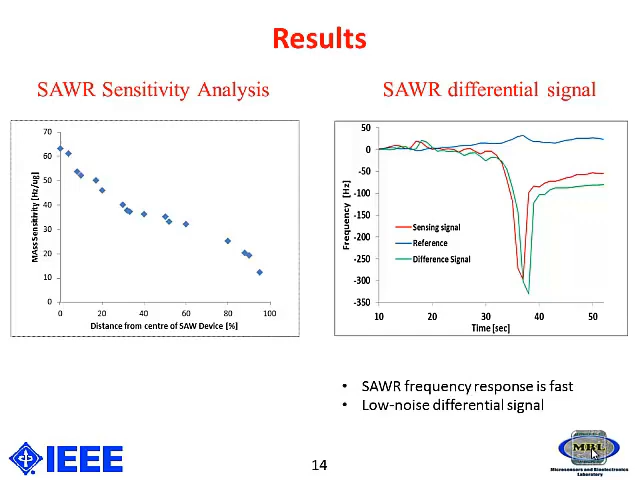 Results
SAWR Sensitivity Analysis
SAWR differential signal
70
60
50
40
30
20
10
0
0 20 40 60 80 100
MAss Sensitivity [Hz/ug]
Distance from centre of SAW Device [%]
50
0
-50
-100
-150
-200
-250
-300
-350
10 20 30 40 50
Frequency [Hz]
Time [sec]
Sensing signal
Reference
Difference Signal
• SAWR frequency response is fast
• Low-noise differential signal
IEEE
14
MBL
Microsensors and Bioelectronics
Laboratory